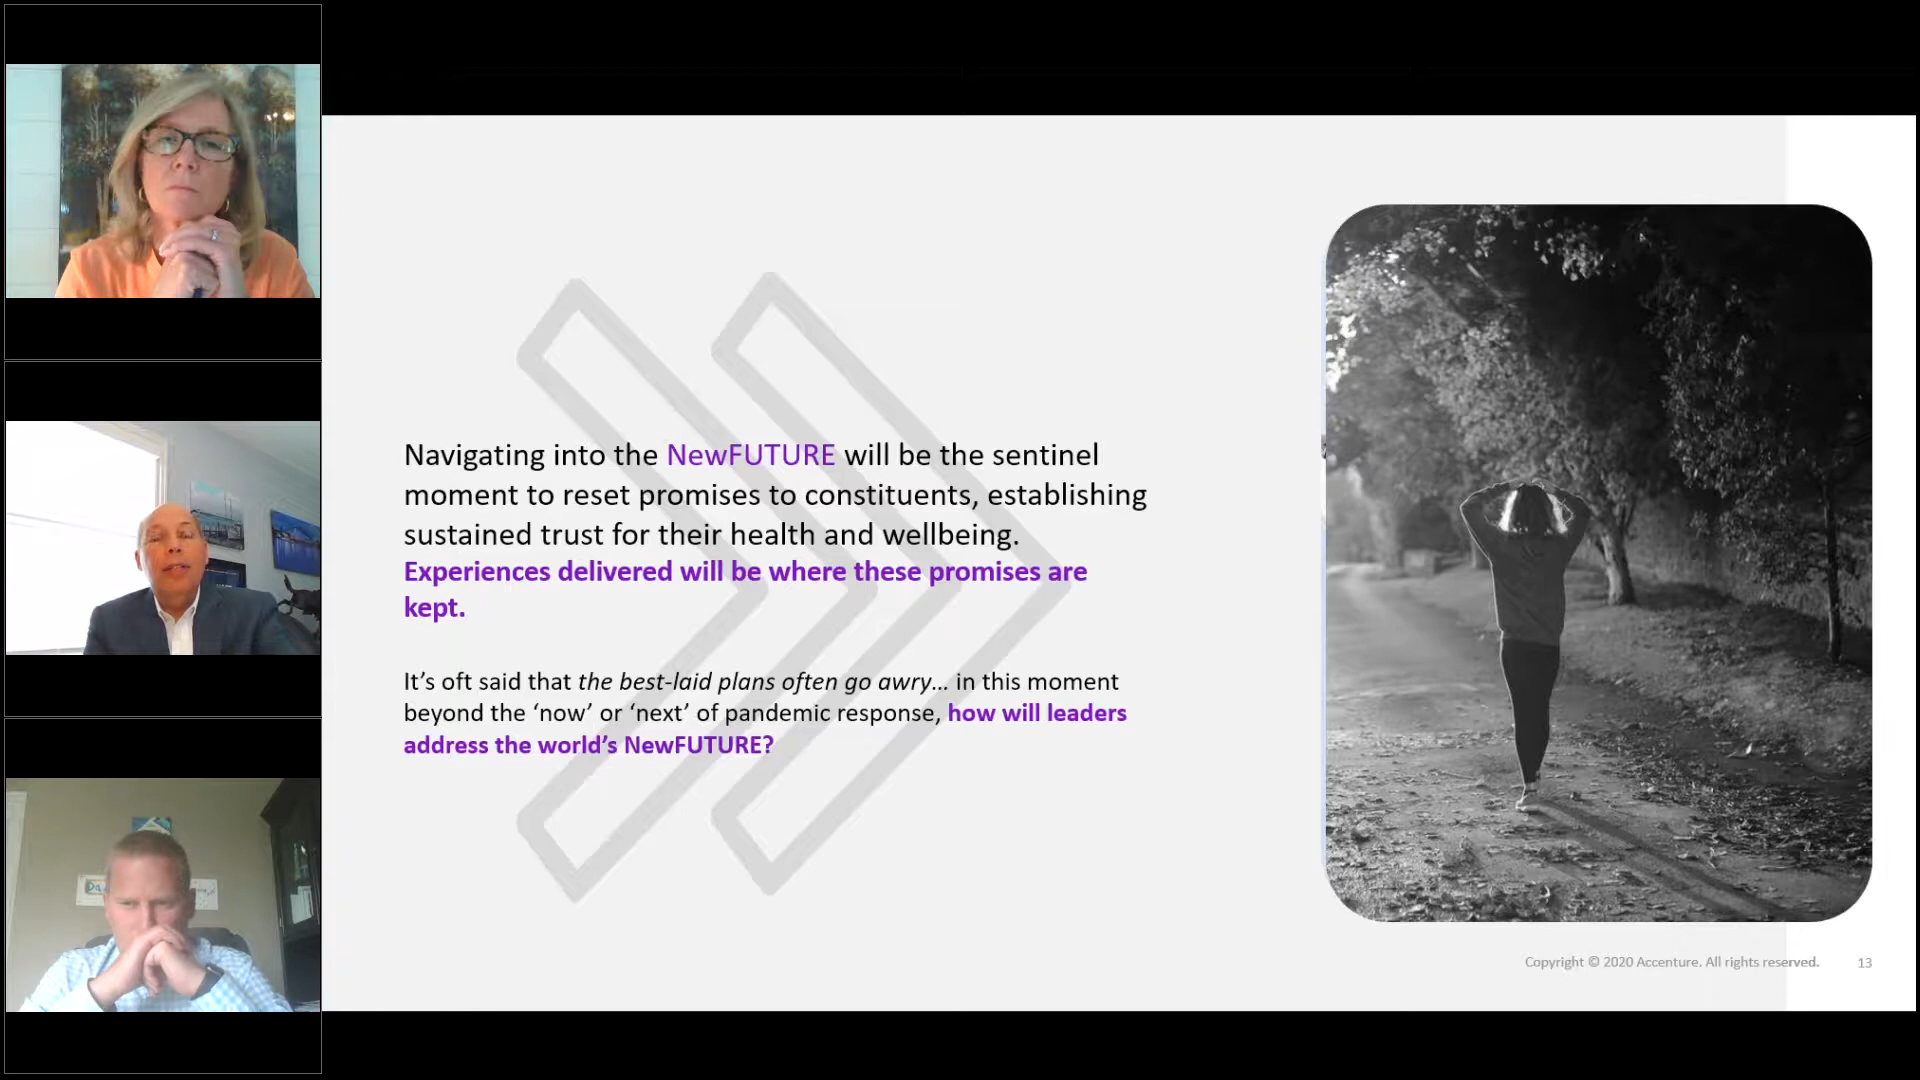 Navigating into the NewFUTURE will be the sentinel
moment to reset promises to constituents, establishing
sustained trust for their health and wellbeing.
Experiences delivered will be where these promises are
kept.
It’s oft said that the best-laid plans often go awry... in this moment
beyond the ‘now’ or ‘next’ of pandemic response, how will leaders
address the world’s NewFUTURE?
Copyright © 2020 Accenture. All rights reserved.
13